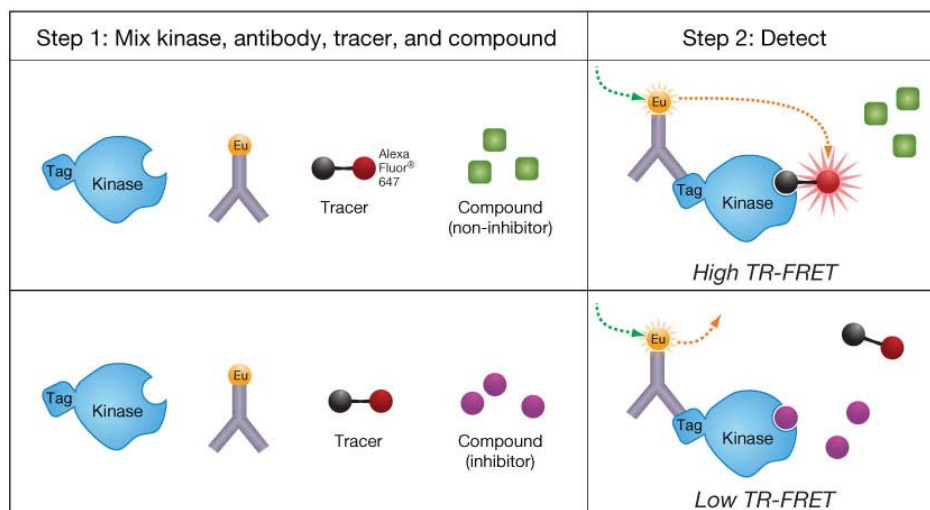 Step 1: Mix kinase, antibody, tracer, and compound
Step 2: Detect
Tag
Kinase
Eu
Alexa
Fluor®
647
Tracer
Compound
(non-inhibitor)
Eu
Tag
Kinase
High TR-FRET
Tag
Kinase
Eu
Tracer
Compound
(inhibitor)
Eu
Tag
Kinase
Low TR-FRET